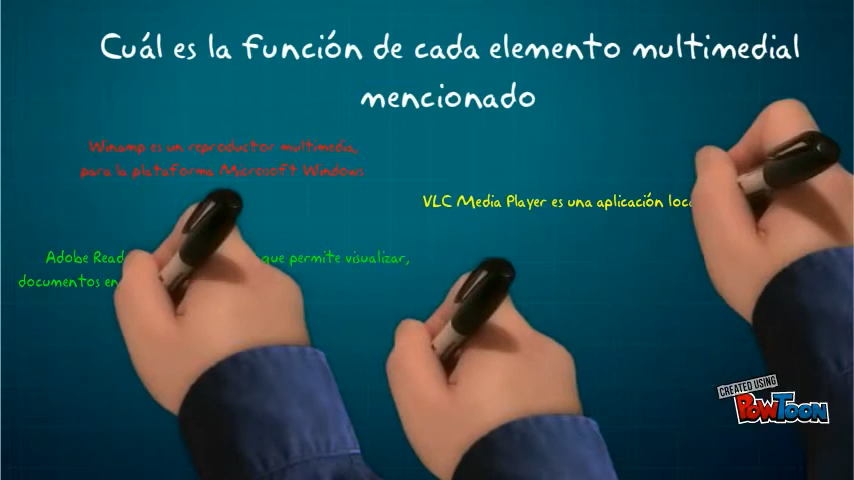 Cuál es la función de cada elemento multimedial
mencionado
Winamp es un reproductor multimedia,
para la plataforma Microsoft Windows
VLC Media Player es una aplicación
Adobe que permite visualizar,
documentos en
CREATED USING
POWTOON